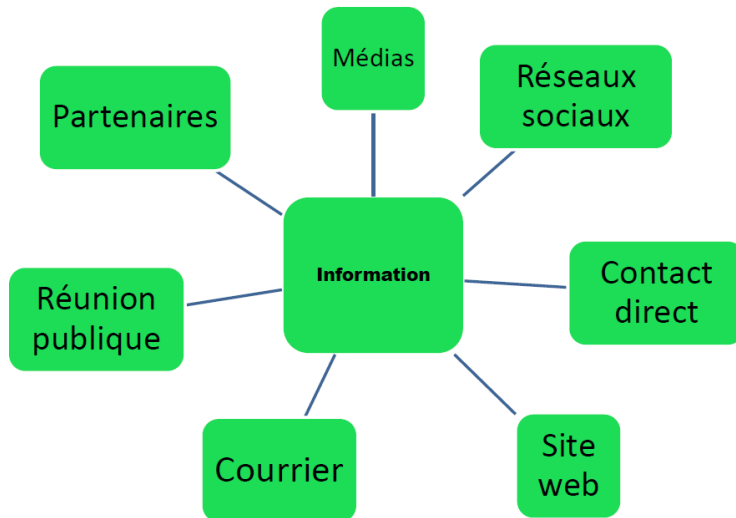 Médias
Réseaux
sociaux
Partenaires
Information
Contact
direct
Réunion
publique
Courrier
Site
web